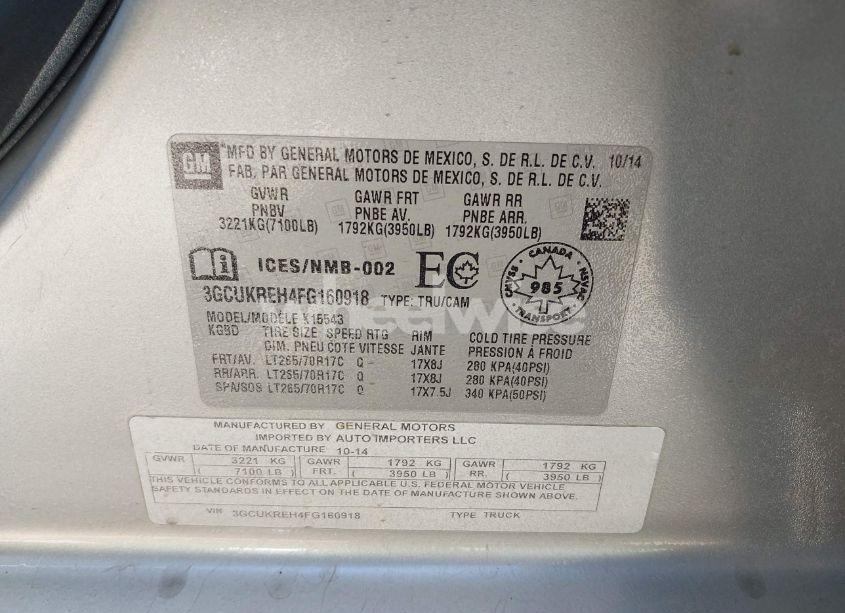 GM
MFD BY GENERAL MOTORS DE MEXICO, S. DE R.L. DE C.V. 10/14
FAB. PAR GENERAL MOTORS DE MEXICO, S. DE R.L. DE C.V.
GVWR GAWR FRT GAWR RR
PNBV PNBE AV. PNBE ARR.
3221KG(7100LB) 1792KG(3950LB) 1792KG(3950LB)
i ICES/NMB-002 EC
CANADA
CMVSS 985 NSVAC
TRANSPORT
3GCUKREH4FG160918 TYPE: TRU/CAM
wheelwire
MODEL/MODELE K15543
KGBD TIRE SIZE SPEED RTG RIM COLD TIRE PRESSURE
DIM. PNEU COTE VITESSE JANTE PRESSION A FROID
FRT/AV. LT265/70R17C Q - 17X8J 280 KPA(40PSI)
RR/ARR. LT265/70R17C Q - 17X8J 280 KPA(40PSI)
SPA/SOS LT265/70R17C Q 17X7.5J 340 KPA(50PSI)
MANUFACTURED BY GENERAL MOTORS
IMPORTED BY AUTO IMPORTERS LLC
DATE OF MANUFACTURE 10-14
GVWR 3221 KG GAWR 1792 KG GAWR 1792 KG
( 7100 LB ) FRT. ( 3950 LB ) RR. ( 3950 LB )
THIS VEHICLE CONFORMS TO ALL APPLICABLE U.S. FEDERAL MOTOR VEHICLE
SAFETY STANDARDS IN EFFECT ON THE DATE OF MANUFACTURE SHOWN ABOVE.
VIN 3GCUKREH4FG160918 TYPE TRUCK